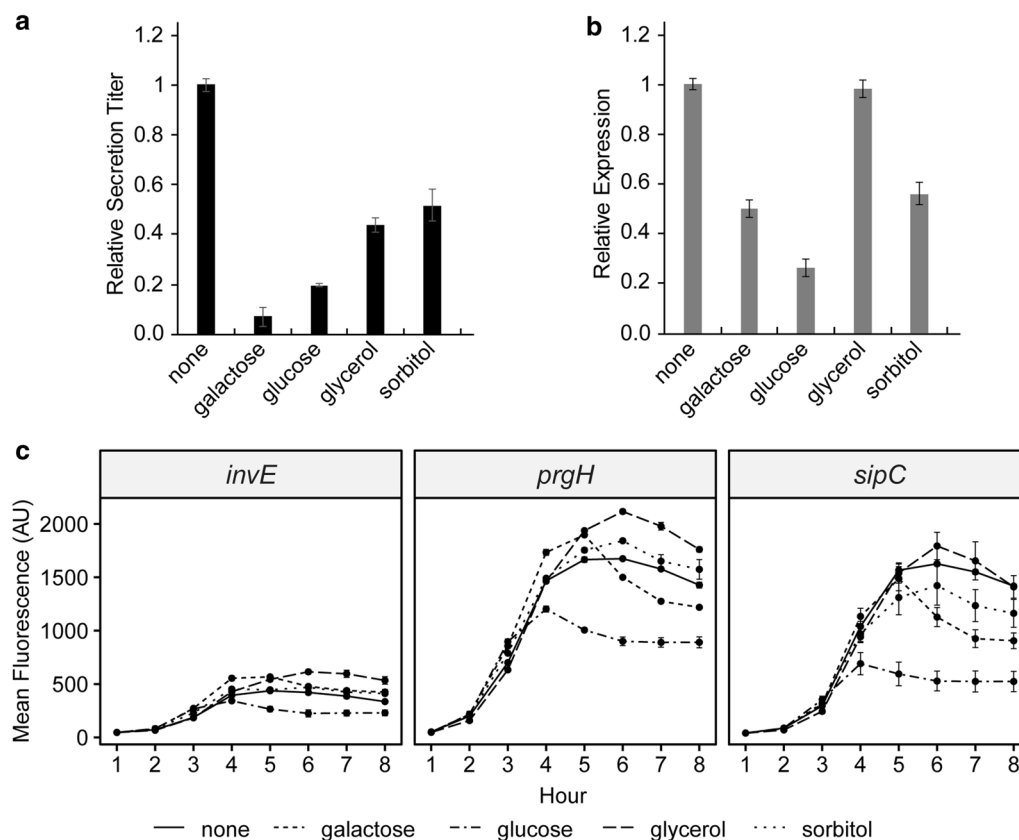 a
Relative Secretion Titer
1.2
1
0.8
0.6
0.4
0.2
0.0
none
galactose
glucose
glycerol
sorbitol
b
Relative Expression
1.2
1
0.8
0.6
0.4
0.2
0.0
none
galactose
glucose
glycerol
sorbitol
c
invE prgH sipC
Mean Fluorescence (AU)
2000
1500
1000
500
0
1 2 3 4 5 6 7 8 1 2 3 4 5 6 7 8 1 2 3 4 5 6 7 8
Hour
none galactose glucose glycerol sorbitol